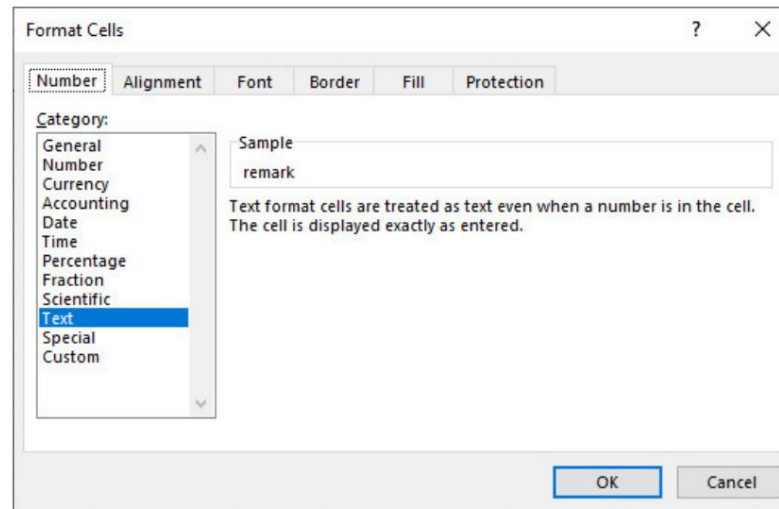 Format Cells ?
Number Alignment Font Border Fill Protection
Category:
General
Number
Currency
Accounting
Date
Time
Percentage
Fraction
Scientific
Text
Special
Custom
Sample
remark
Text format cells are treated as text even when a number is in the cell.
The cell is displayed exactly as entered.
OK Cancel